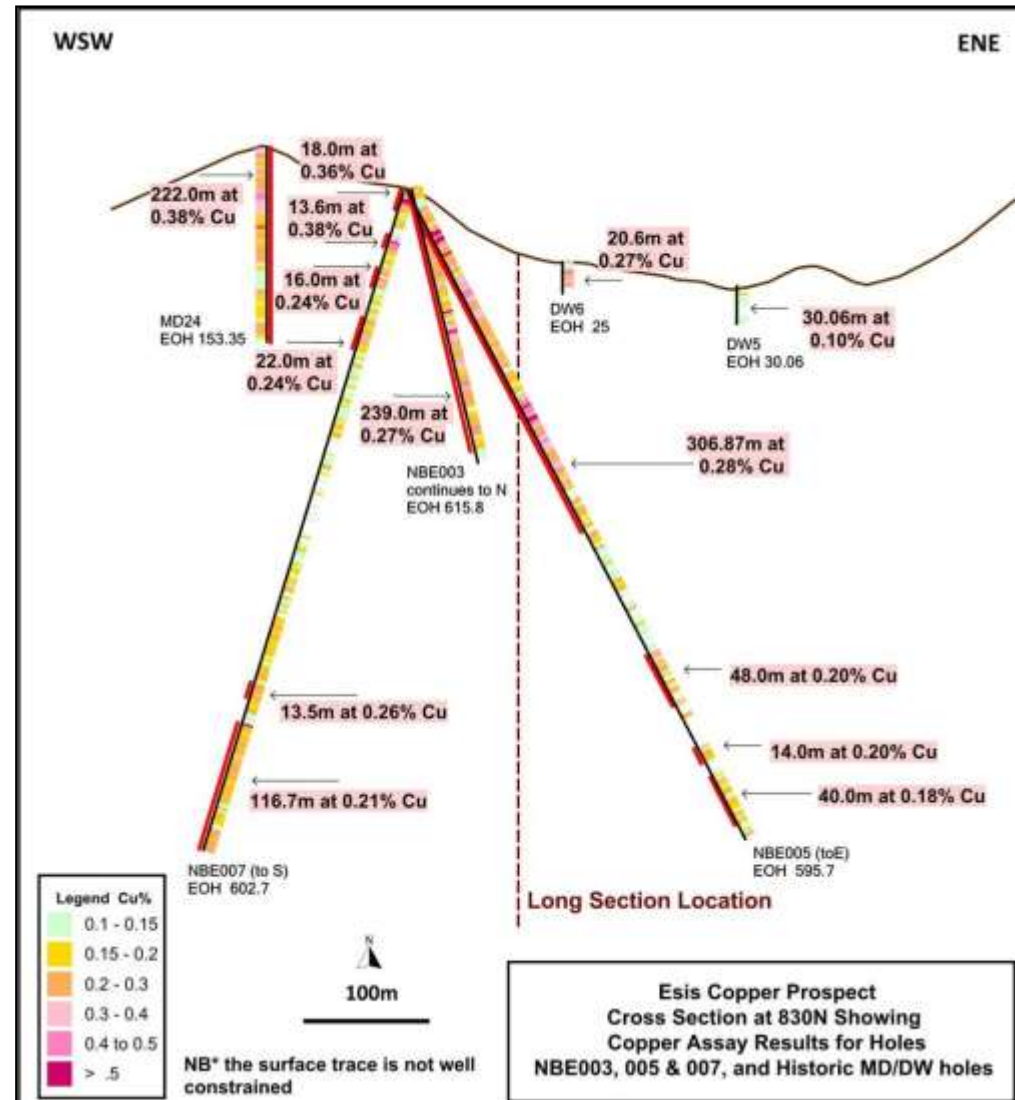 WSW
ENE
18.0m at
0.36% Cu
222.0m at
0.38% Cu
13.6m at
0.38% Cu
16.0m at
0.24% Cu
MD24
EOH 153.35
22.0m at
0.24% Cu
20.6m at
0.27% Cu
DW6
EOH 25
DW5
EOH 30.06
30.06m at
0.10% Cu
239.0m at
0.27% Cu
NBE003
continues to N
EOH 615.8
306.87m at
0.28% Cu
48.0m at 0.20% Cu
13.5m at 0.26% Cu
14.0m at 0.20% Cu
116.7m at 0.21% Cu
40.0m at 0.18% Cu
NBE007 (to S)
EOH 602.7
NBE005 (toE)
EOH 595.7
Long Section Location
Legend Cu%
0.1 - 0.15
0.15 - 0.2
0.2 - 0.3
0.3 - 0.4
0.4 to 0.5
> .5
N
100m
NB* the surface trace is not well
constrained
Esis Copper Prospect
Cross Section at 830N Showing
Copper Assay Results for Holes
NBE003, 005 & 007, and Historic MD/DW holes